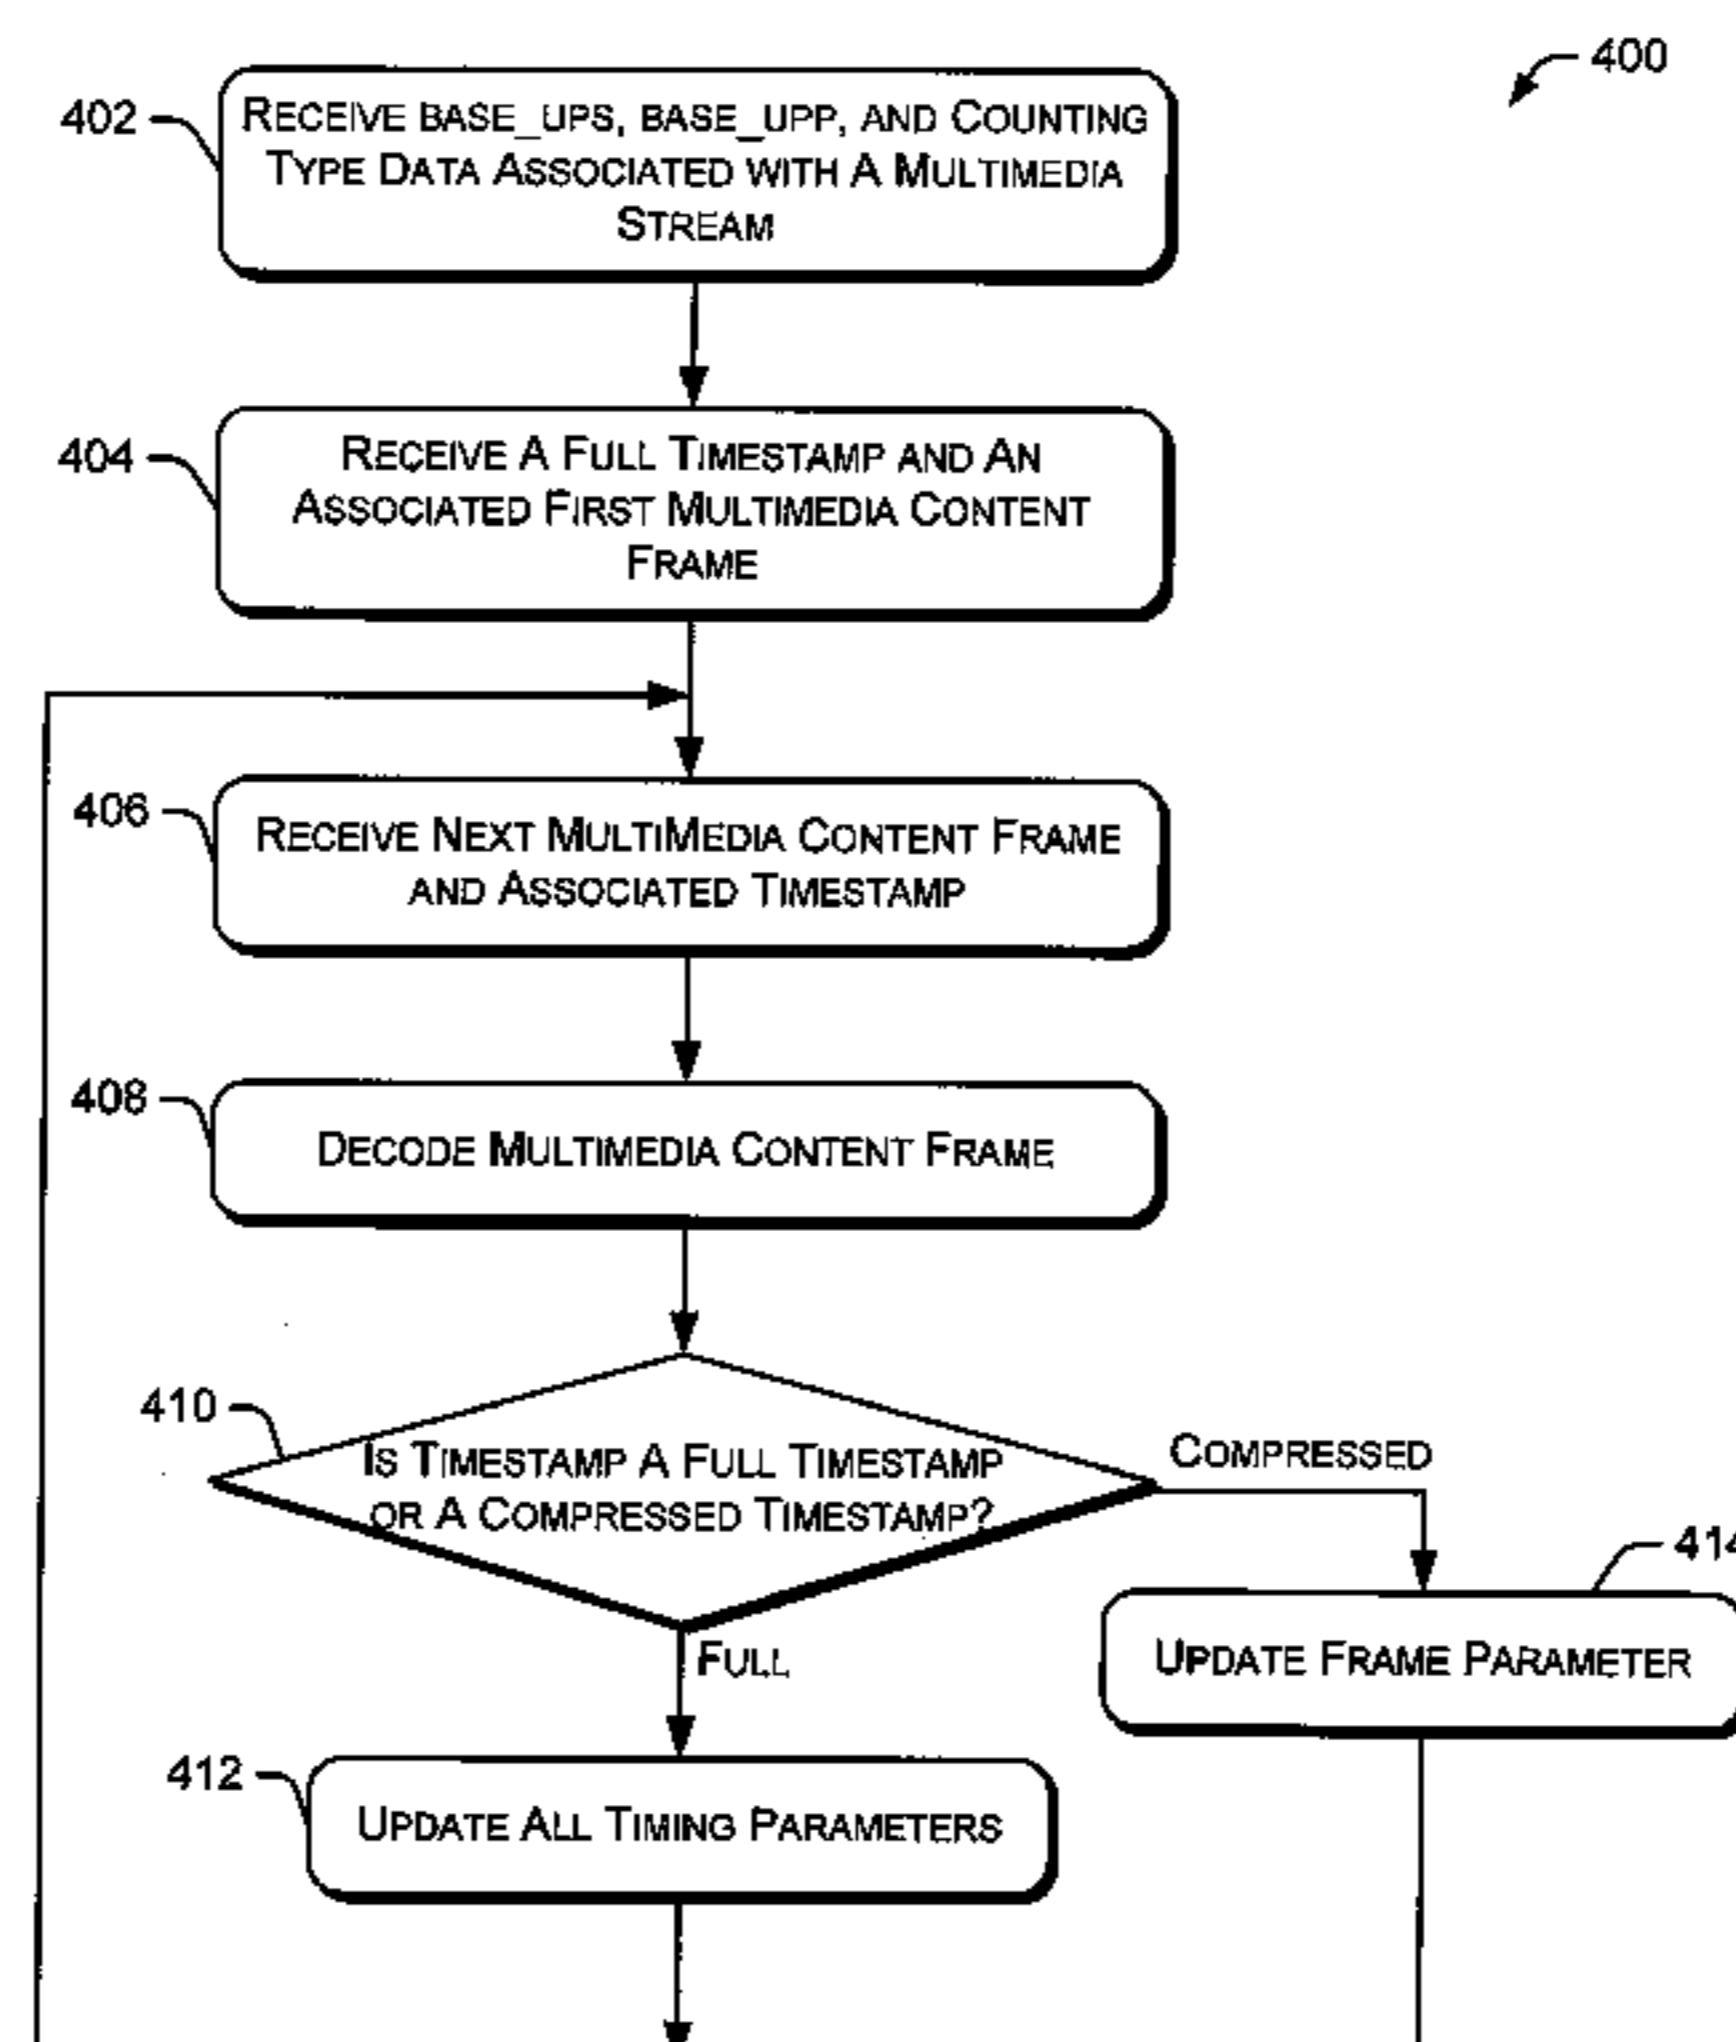 400
402
RECEIVE BASE_UPS, BASE_UPP, AND COUNTING
TYPE DATA ASSOCIATED WITH A MULTIMEDIA
STREAM
404
RECEIVE A FULL TIMESTAMP AND AN
ASSOCIATED FIRST MULTIMEDIA CONTENT
FRAME
406
RECEIVE NEXT MULTIMEDIA CONTENT FRAME
AND ASSOCIATED TIMESTAMP
408
DECODE MULTIMEDIA CONTENT FRAME
410
IS TIMESTAMP A FULL TIMESTAMP
OR A COMPRESSED TIMESTAMP?
COMPRESSED
414
UPDATE FRAME PARAMETER
FULL
412
UPDATE ALL TIMING PARAMETERS